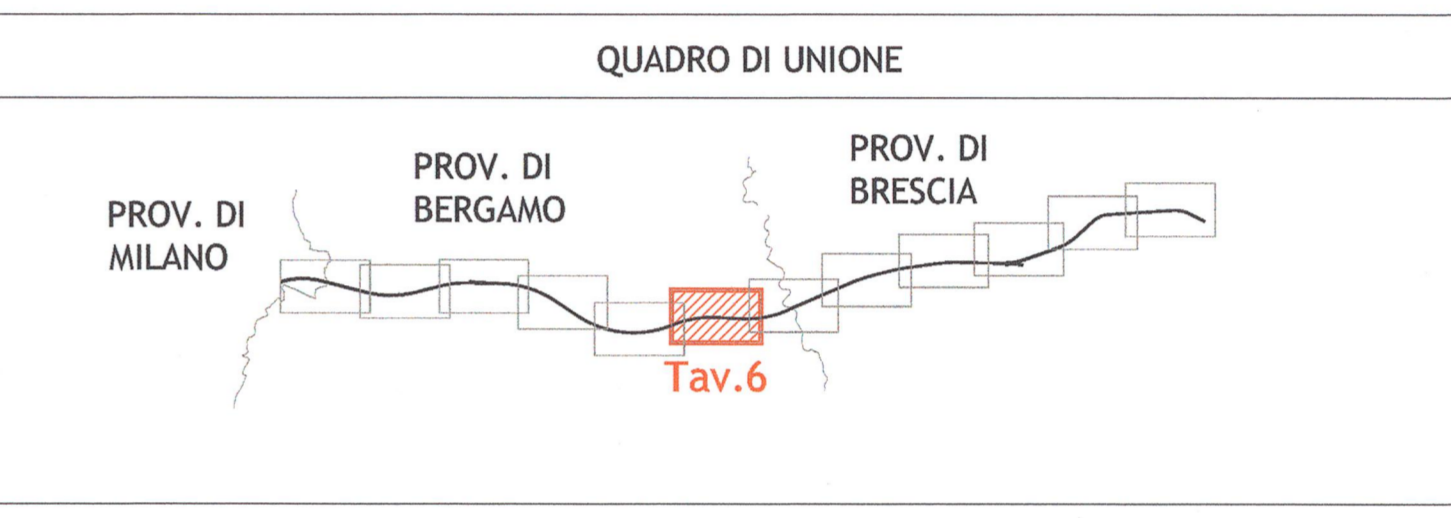 QUADRO DI UNIONE
PROV. DI
MILANO
PROV. DI
BERGAMO
PROV. DI
BRESCIA
Tav.6